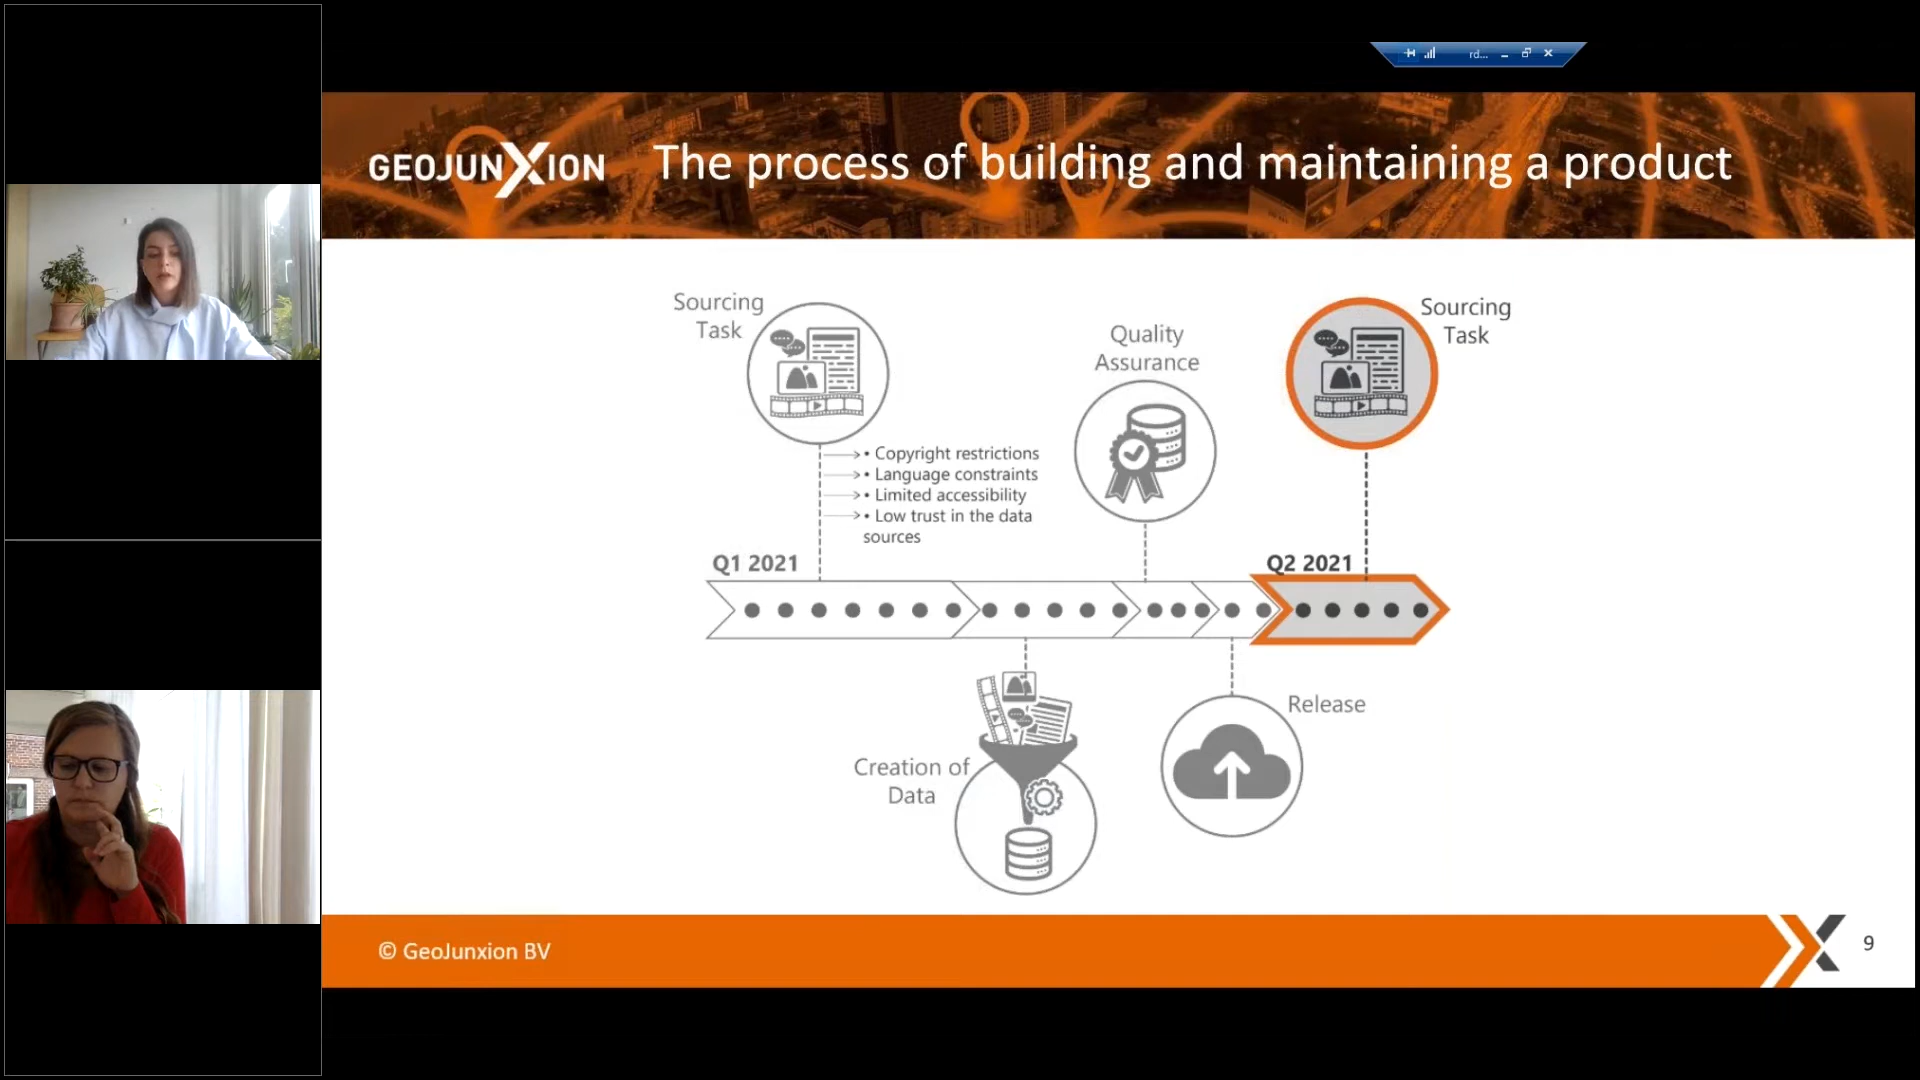 rd...
GEOJUNXION
The process of building and maintaining a product
Sourcing
Task
Quality
Assurance
Sourcing
Task
• Copyright restrictions
• Language constraints
• Limited accessibility
• Low trust in the data
sources
Q1 2021
Q2 2021
Creation of
Data
Release
© GeoJunxion BV
9